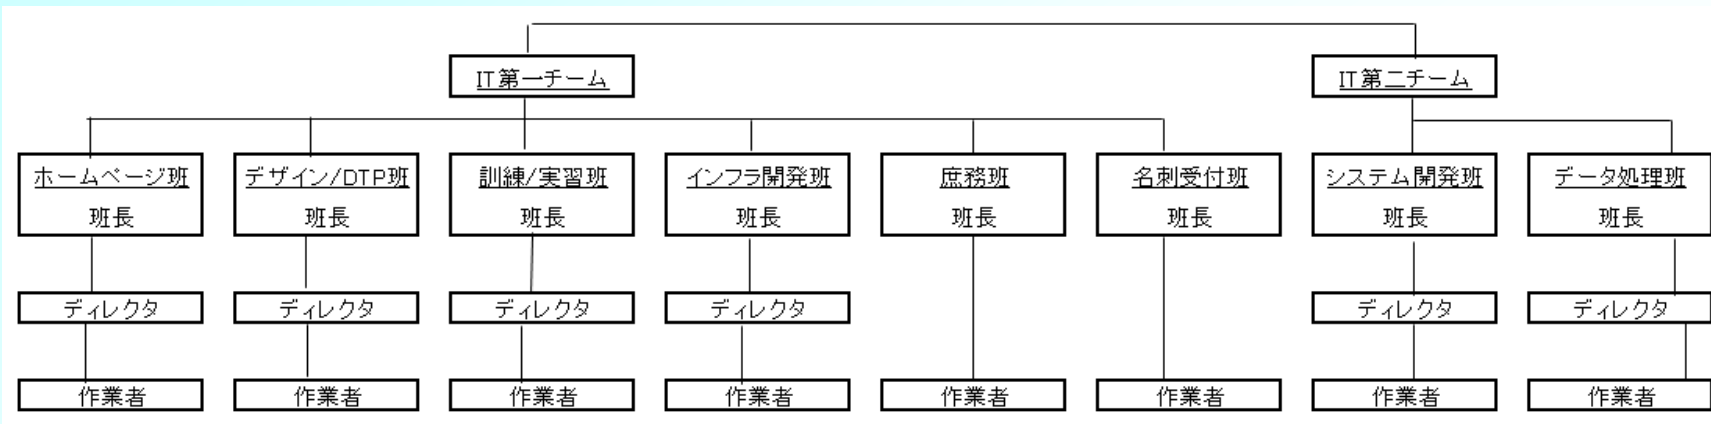 IT第一チーム
IT第二チーム
ホームページ班
班長
デザイン/DTP班
班長
訓練/実習班
班長
インフラ開発班
班長
庶務班
班長
名刺受付班
班長
システム開発班
班長
データ処理班
班長
ディレクタ
ディレクタ
ディレクタ
ディレクタ
ディレクタ
ディレクタ
作業者
作業者
作業者
作業者
作業者
作業者
作業者
作業者